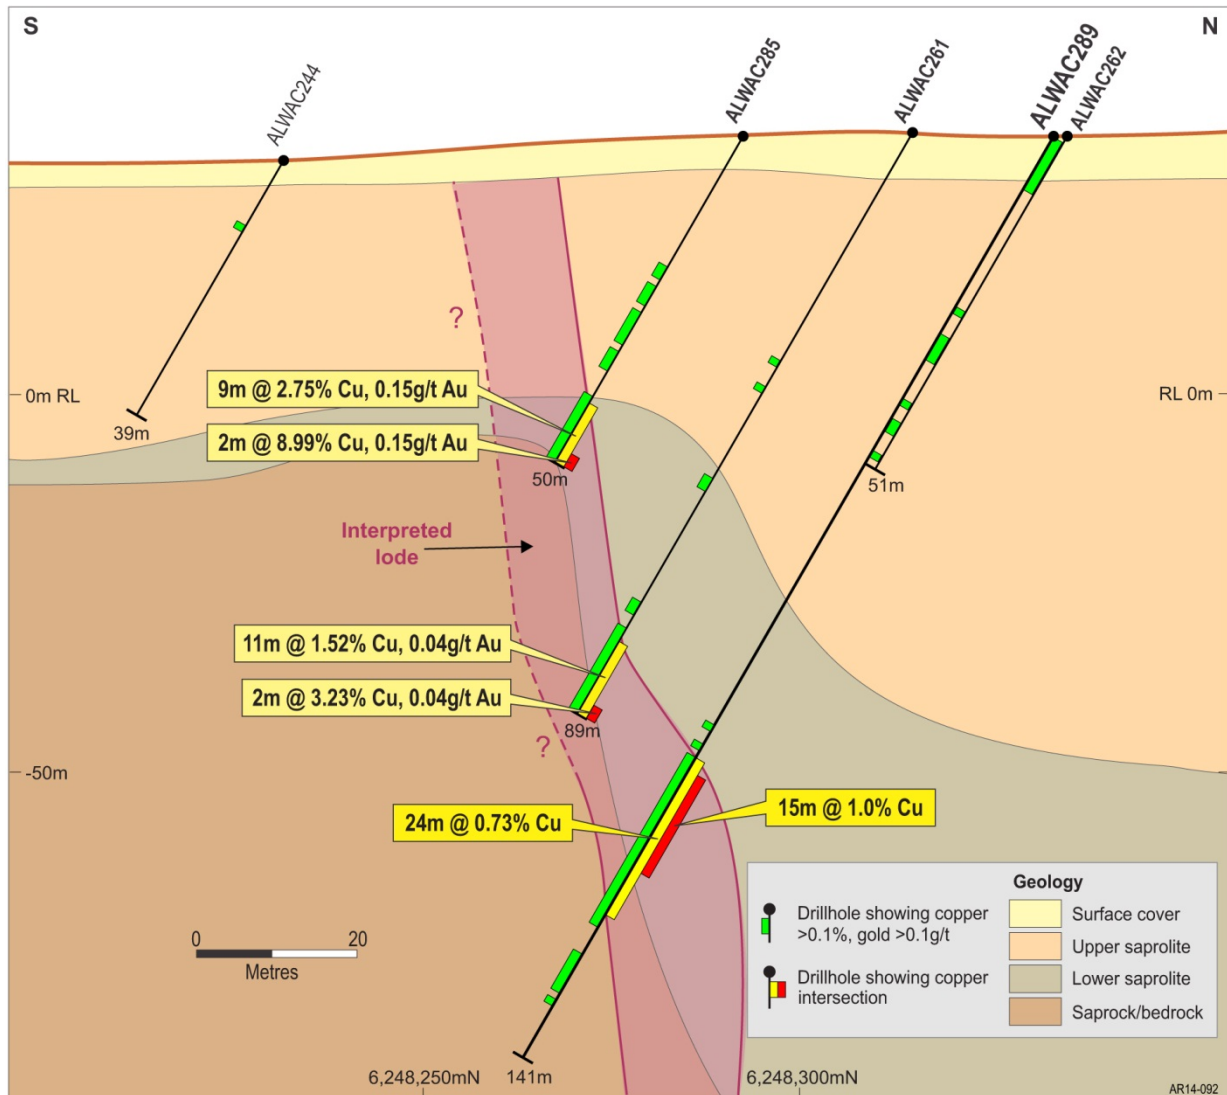 S
N
ALWAC244
ALWAC285
ALWAC261
ALWAC289
ALWAC262
?
0m RL
RL 0m
9m @ 2.75% Cu, 0.15g/t Au
39m
2m @ 8.99% Cu, 0.15g/t Au
50m
51m
Interpreted
lode
11m @ 1.52% Cu, 0.04g/t Au
2m @ 3.23% Cu, 0.04g/t Au
89m
?
-50m
24m @ 0.73% Cu
15m @ 1.0% Cu
0
20
Metres
Geology
Drillhole showing copper
>0.1%, gold >0.1g/t
Drillhole showing copper
intersection
Surface cover
Upper saprolite
Lower saprolite
Saprock/bedrock
6,248,250mN
141m
6,248,300mN
AR14-092